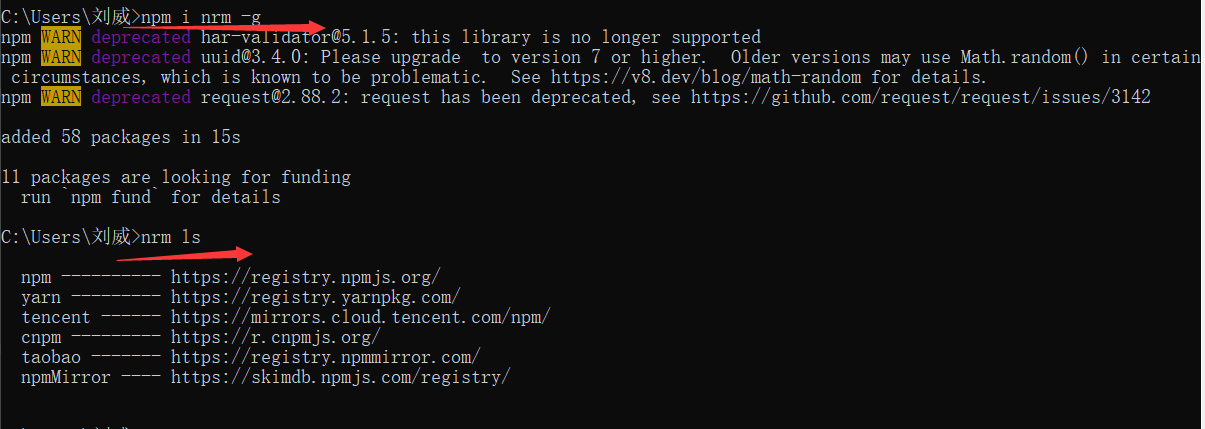 C:\Users\刘威>npm i nrm -g
npm WARN deprecated har-validator@5.1.5: this library is no longer supported
npm WARN deprecated uuid@3.4.0: Please upgrade  to version 7 or higher.  Older versions may use Math.random() in certain
 circumstances, which is known to be problematic.  See https://v8.dev/blog/math-random for details.
npm WARN deprecated request@2.88.2: request has been deprecated, see https://github.com/request/request/issues/3142
added 58 packages in 15s
11 packages are looking for funding
  run `npm fund` for details
C:\Users\刘威>nrm ls
  npm ---------- https://registry.npmjs.org/
  yarn --------- https://registry.yarnpkg.com/
  tencent ------ https://mirrors.cloud.tencent.com/npm/
  cnpm --------- https://r.cnpmjs.org/
  taobao ------- https://registry.npmmirror.com/
  npmMirror ---- https://skimdb.npmjs.com/registry/